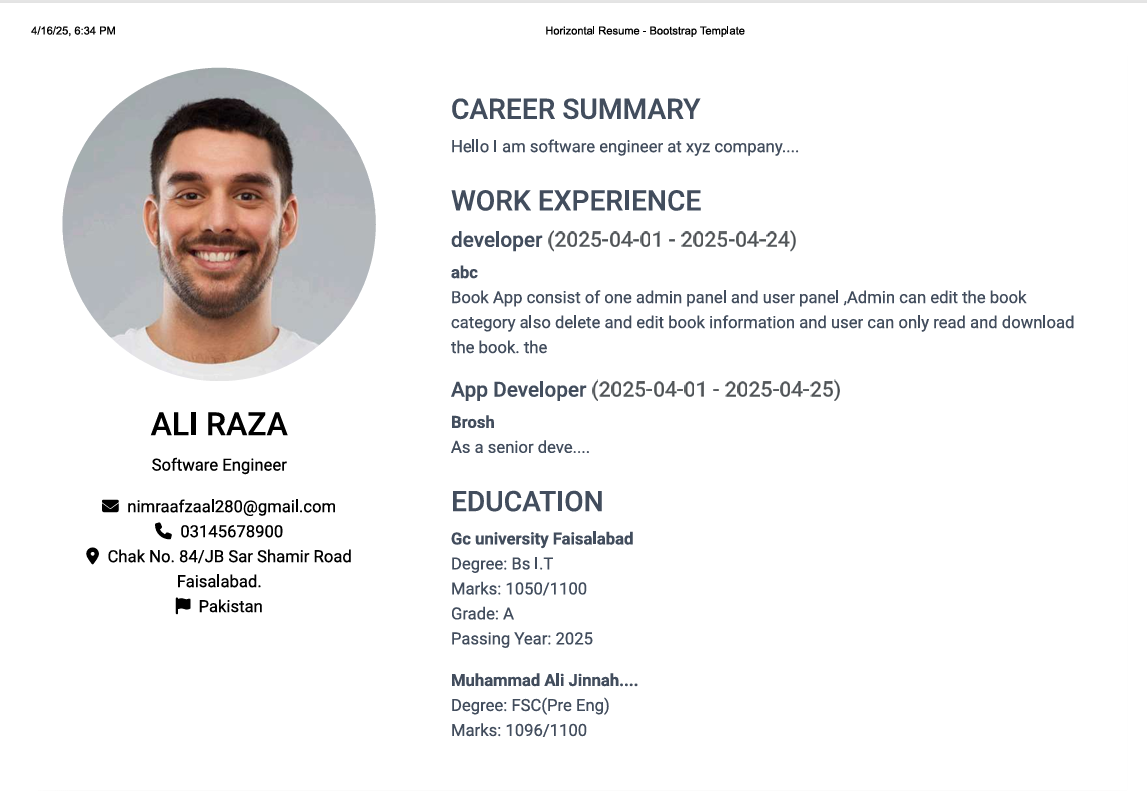 4/16/25, 6:34 PM
Horizontal Resume - Bootstrap Template
ALI RAZA
Software Engineer
nimraafzaal280@gmail.com
03145678900
Chak No. 84/JB Sar Shamir Road
Faisalabad.
Pakistan
CAREER SUMMARY
Hello I am software engineer at xyz company....
WORK EXPERIENCE
developer (2025-04-01 - 2025-04-24)
abc
Book App consist of one admin panel and user panel ,Admin can edit the book
category also delete and edit book information and user can only read and download
the book. the
App Developer (2025-04-01 - 2025-04-25)
Brosh
As a senior deve....
EDUCATION
Gc university Faisalabad
Degree: Bs I.T
Marks: 1050/1100
Grade: A
Passing Year: 2025
Muhammad Ali Jinnah....
Degree: FSC(Pre Eng)
Marks: 1096/1100